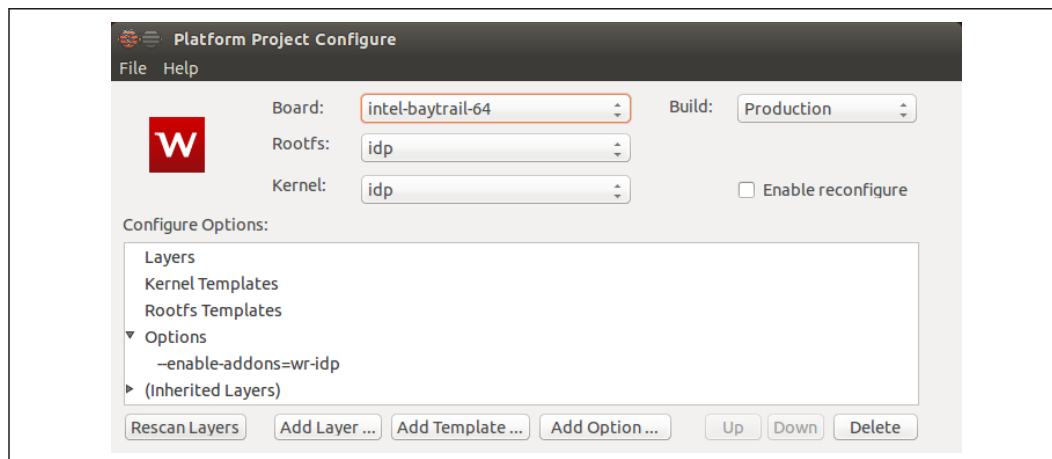 Platform Project Configure
File Help
Board: intel-baytrail-64 Build: Production
W
Rootfs: idp
Kernel: idp Enable reconfigure
Configure Options:
Layers
Kernel Templates
Rootfs Templates
Options
--enable-addons=wr-idp
(Inherited Layers)
Rescan Layers Add Layer ... Add Template ... Add Option ... Up Down Delete